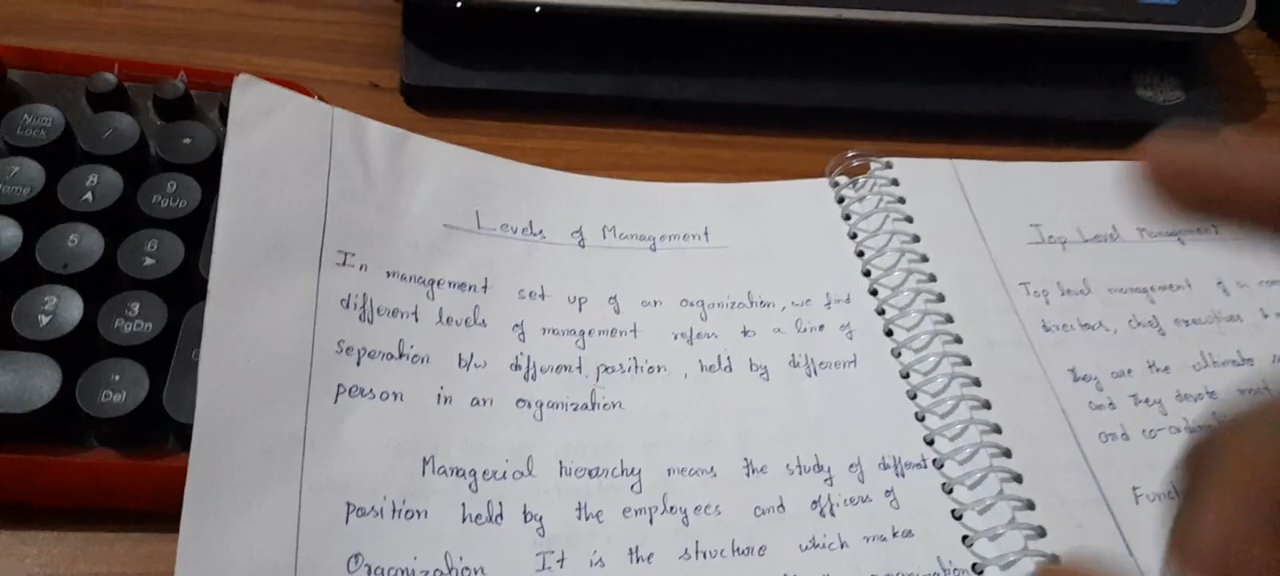 Num
Lock
/
*
7
8
9
PgUp
5
6
2
3
PgDn
.
Del
Levels of Management
In management set up of an organization, we find
different levels of management refers to a line of
seperation b/w different position, held by different
person in an organization
Managerial hierarchy means the study of different
position held by the employees and officers of
Organization It is the structure which makes
Top Level Management
Top level management of a
directors, chief executives
They are the ultimate
and They devote
and co-ordination